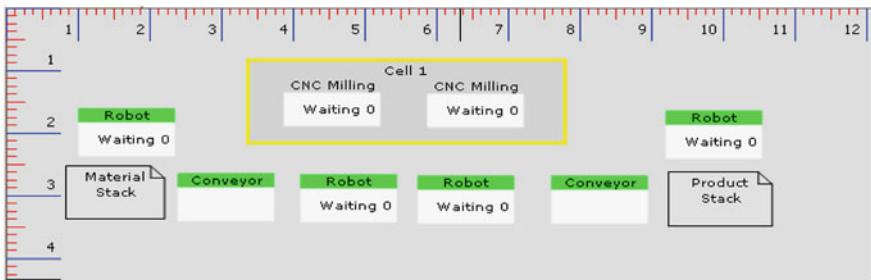 1 2 3 4 5 6 7 8 9 10 11 12
1
2
3
4
Cell 1
CNC Milling
Waiting 0
CNC Milling
Waiting 0
Robot
Waiting 0
Robot
Waiting 0
Material
Stack
Conveyor
Robot
Waiting 0
Robot
Waiting 0
Conveyor
Product
Stack